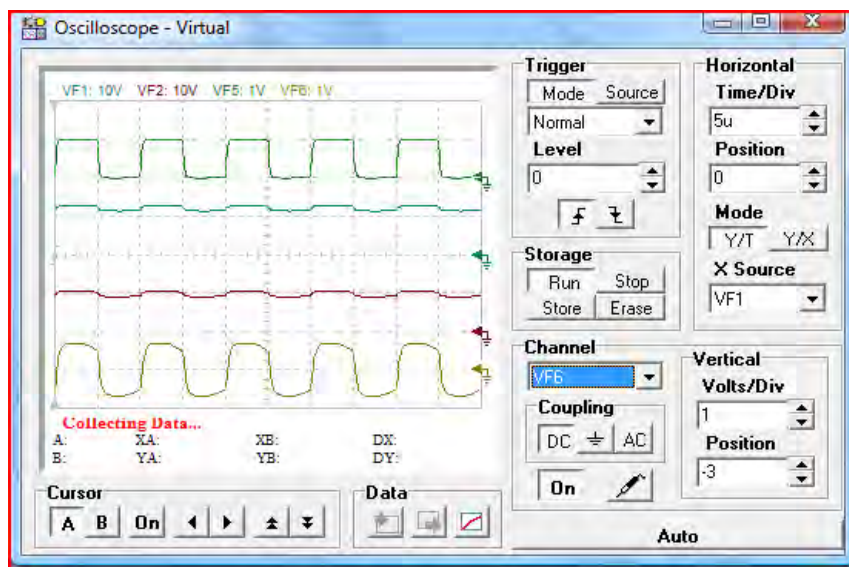 Oscilloscope - Virtual
VF1: 10V VF2: 10V VF5: 1V VF6: 1V
Collecting Data...
A: XA: XB: DX:
B: YA: YB: DY:
Cursor
A B On
Data
Trigger
Mode Source
Normal
Level
0
Storage
Run Stop
Store Erase
Horizontal
Time/Div
5u
Position
0
Mode
Y/T Y/X
X Source
VF1
Channel
VF6
Coupling
DC AC
On
Vertical
Volts/Div
1
Position
-3
Auto